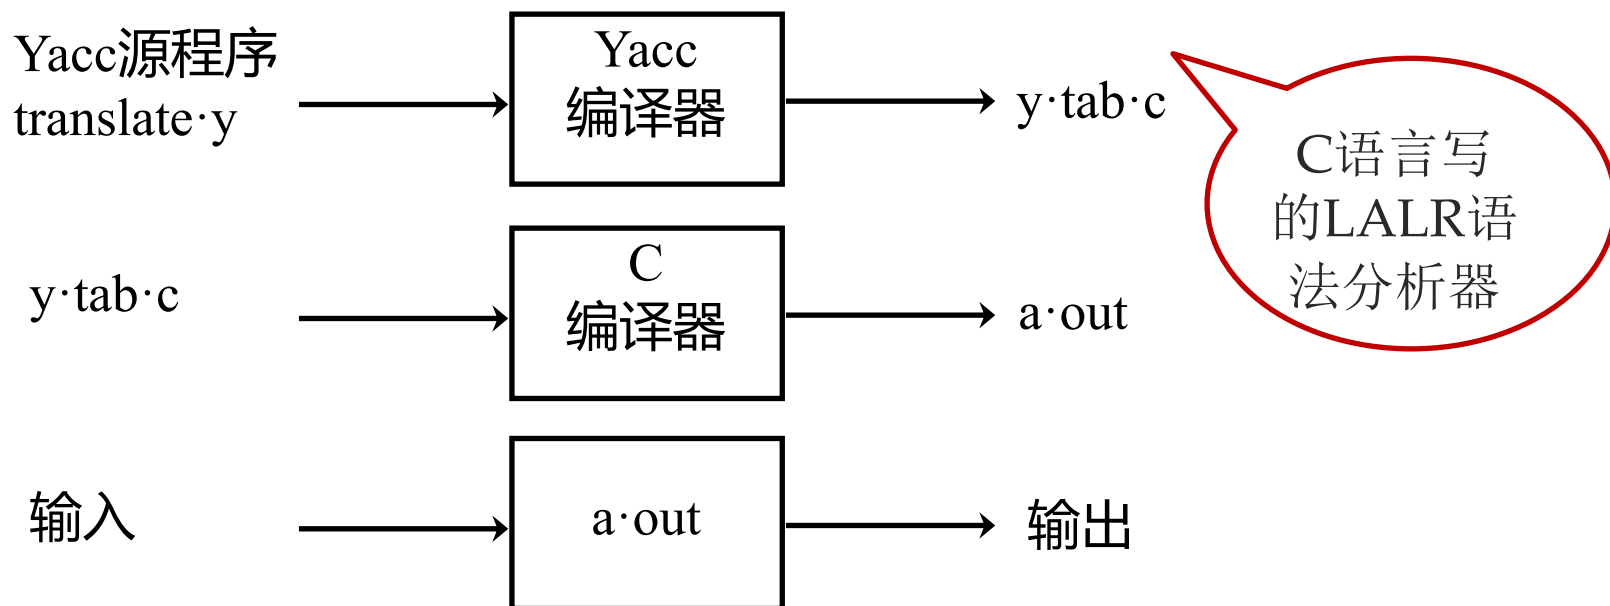 Yacc源程序
translate·y
Yacc
编译器
y·tab·c
C语言写
的LALR语
法分析器
y·tab·c
C
编译器
a·out
输入
a·out
输出